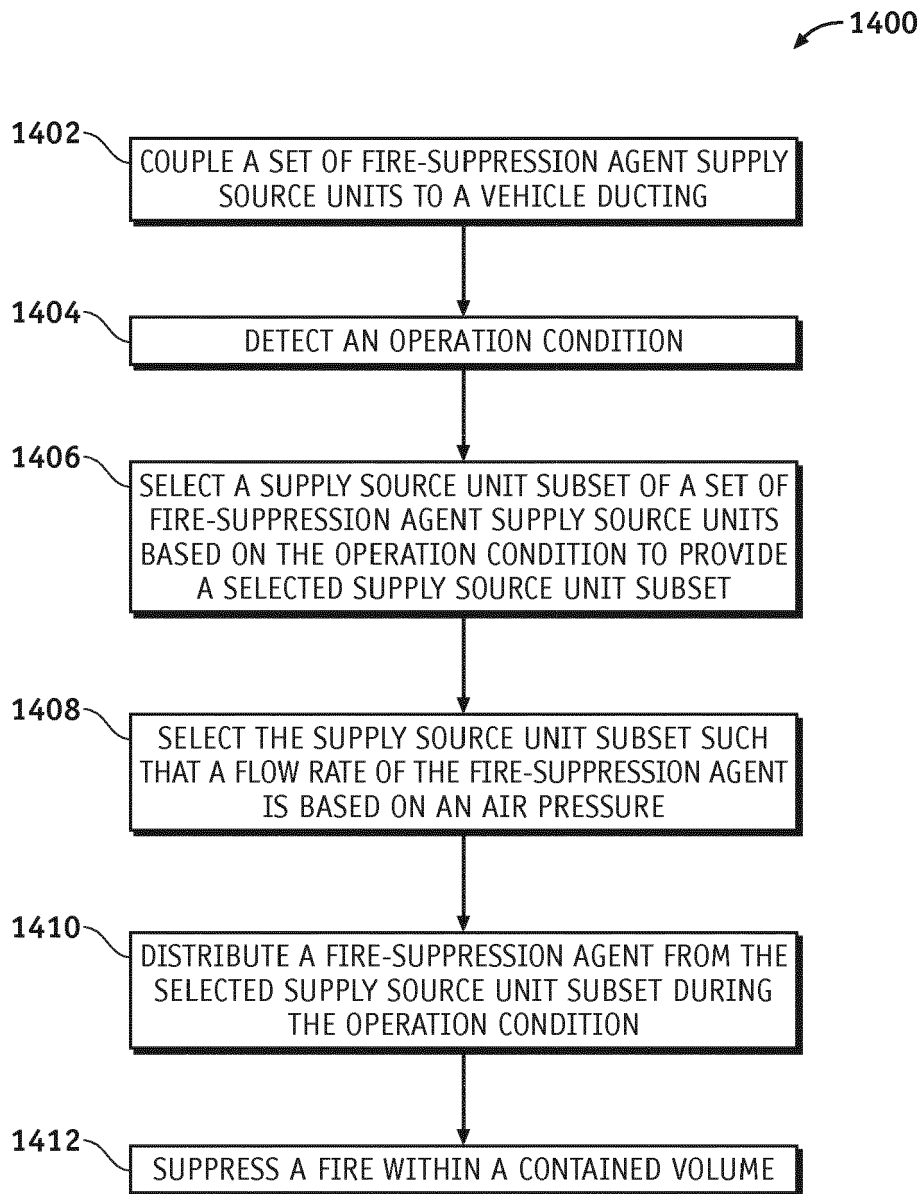 1400
1402
COUPLE A SET OF FIRE-SUPPRESSION AGENT SUPPLY
SOURCE UNITS TO A VEHICLE DUCTING
1404
DETECT AN OPERATION CONDITION
1406
SELECT A SUPPLY SOURCE UNIT SUBSET OF A SET OF
FIRE-SUPPRESSION AGENT SUPPLY SOURCE UNITS
BASED ON THE OPERATION CONDITION TO PROVIDE
A SELECTED SUPPLY SOURCE UNIT SUBSET
1408
SELECT THE SUPPLY SOURCE UNIT SUBSET SUCH
THAT A FLOW RATE OF THE FIRE-SUPPRESSION AGENT
IS BASED ON AN AIR PRESSURE
1410
DISTRIBUTE A FIRE-SUPPRESSION AGENT FROM THE
SELECTED SUPPLY SOURCE UNIT SUBSET DURING
THE OPERATION CONDITION
1412
SUPPRESS A FIRE WITHIN A CONTAINED VOLUME